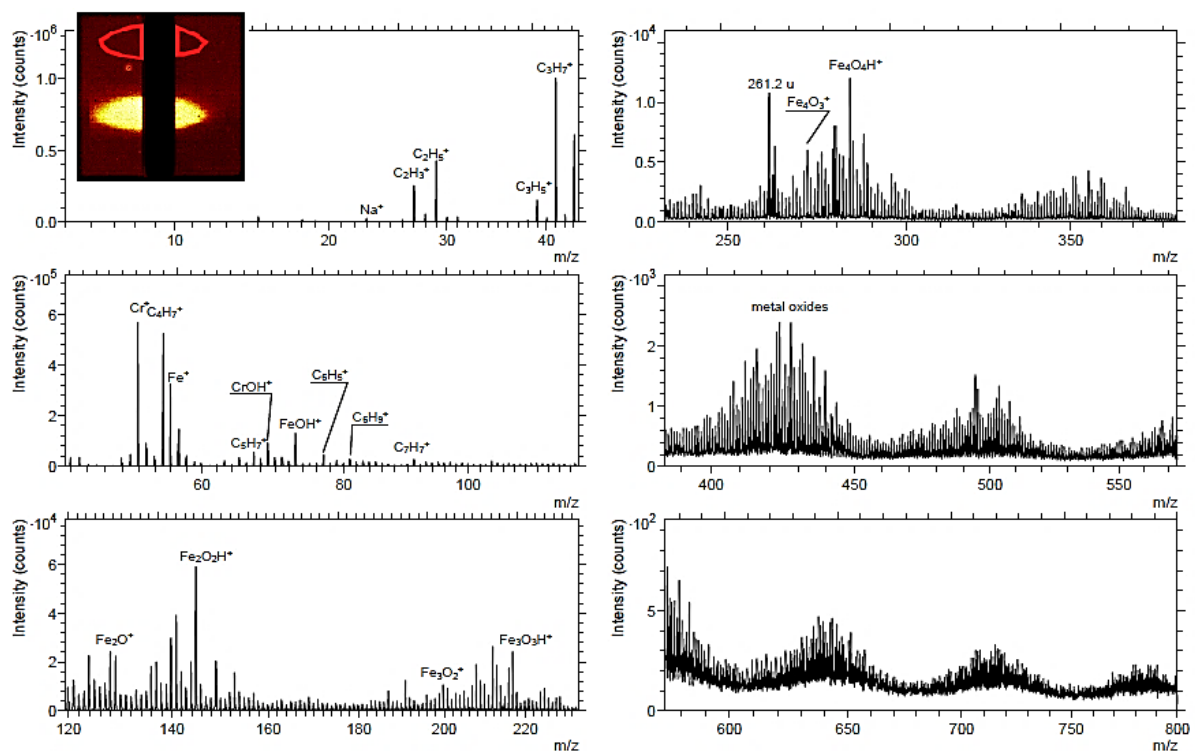 Intensity (counts)
·10⁶
1.0
0.5
0.0
Na⁺
C₂H₃⁺
C₂H₅⁺
C₃H₅⁺
C₃H₇⁺
10
20
30
40
m/z
Intensity (counts)
·10⁴
1.0
0.5
0.0
261.2 u
Fe₄O₃⁺
Fe₄O₄H⁺
250
300
350
m/z
Intensity (counts)
·10⁵
6
4
2
0
Cr⁺
C₄H₇⁺
Fe⁺
C₅H₇⁺
CrOH⁺
FeOH⁺
C₆H₅⁺
C₆H₉⁺
C₇H₇⁺
60
80
100
m/z
Intensity (counts)
·10³
2
1
0
metal oxides
400
450
500
550
m/z
Intensity (counts)
·10⁴
6
4
2
0
Fe₂O⁺
Fe₂O₂H⁺
Fe₃O₂⁺
Fe₃O₃H⁺
120
140
160
180
200
220
m/z
Intensity (counts)
·10²
5
0
600
650
700
750
800
m/z